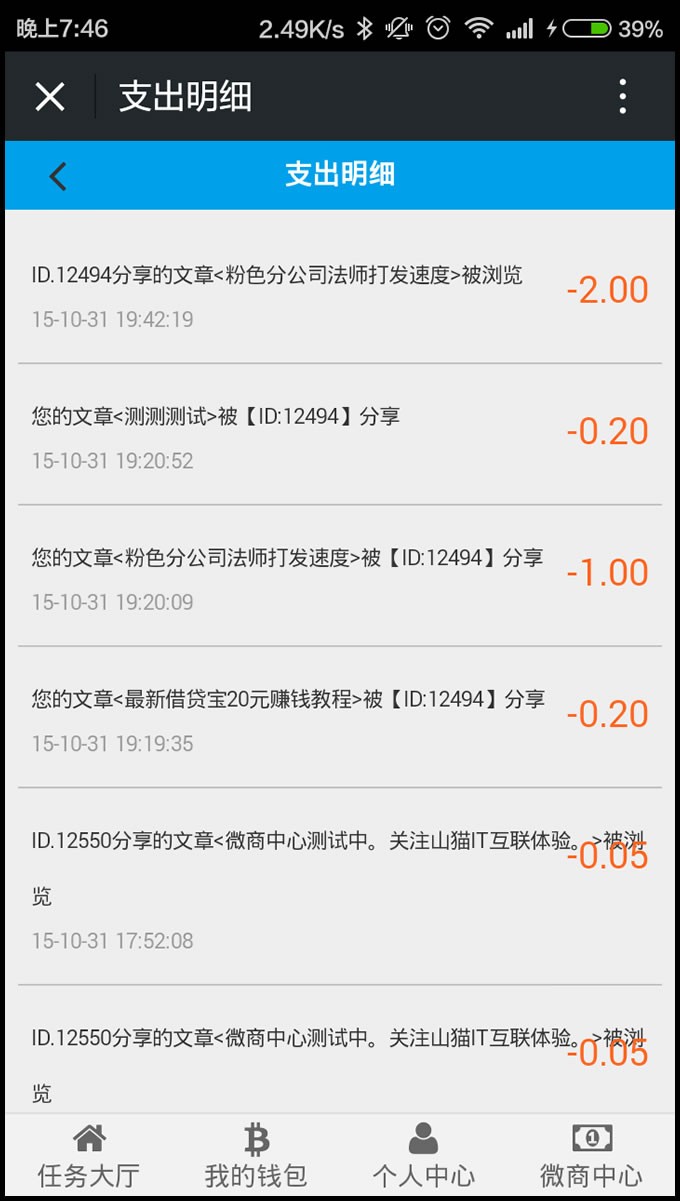 晚上7:46 2.49K/s 39%
支出明细
支出明细
ID.12494分享的文章<粉色分公司法师打发速度>被浏览
-2.00
15-10-31 19:42:19
您的文章<测测测试>被【ID:12494】分享
-0.20
15-10-31 19:20:52
您的文章<粉色分公司法师打发速度>被【ID:12494】分享
-1.00
15-10-31 19:20:09
您的文章<最新借贷宝20元赚钱教程>被【ID:12494】分享
-0.20
15-10-31 19:19:35
ID.12550分享的文章<微商中心测试中。关注山猫IT互联体验。>被浏
-0.05
览
15-10-31 17:52:08
ID.12550分享的文章<微商中心测试中。关注山猫IT互联体验。>被浏
-0.05
览
任务大厅 我的钱包 个人中心 微商中心